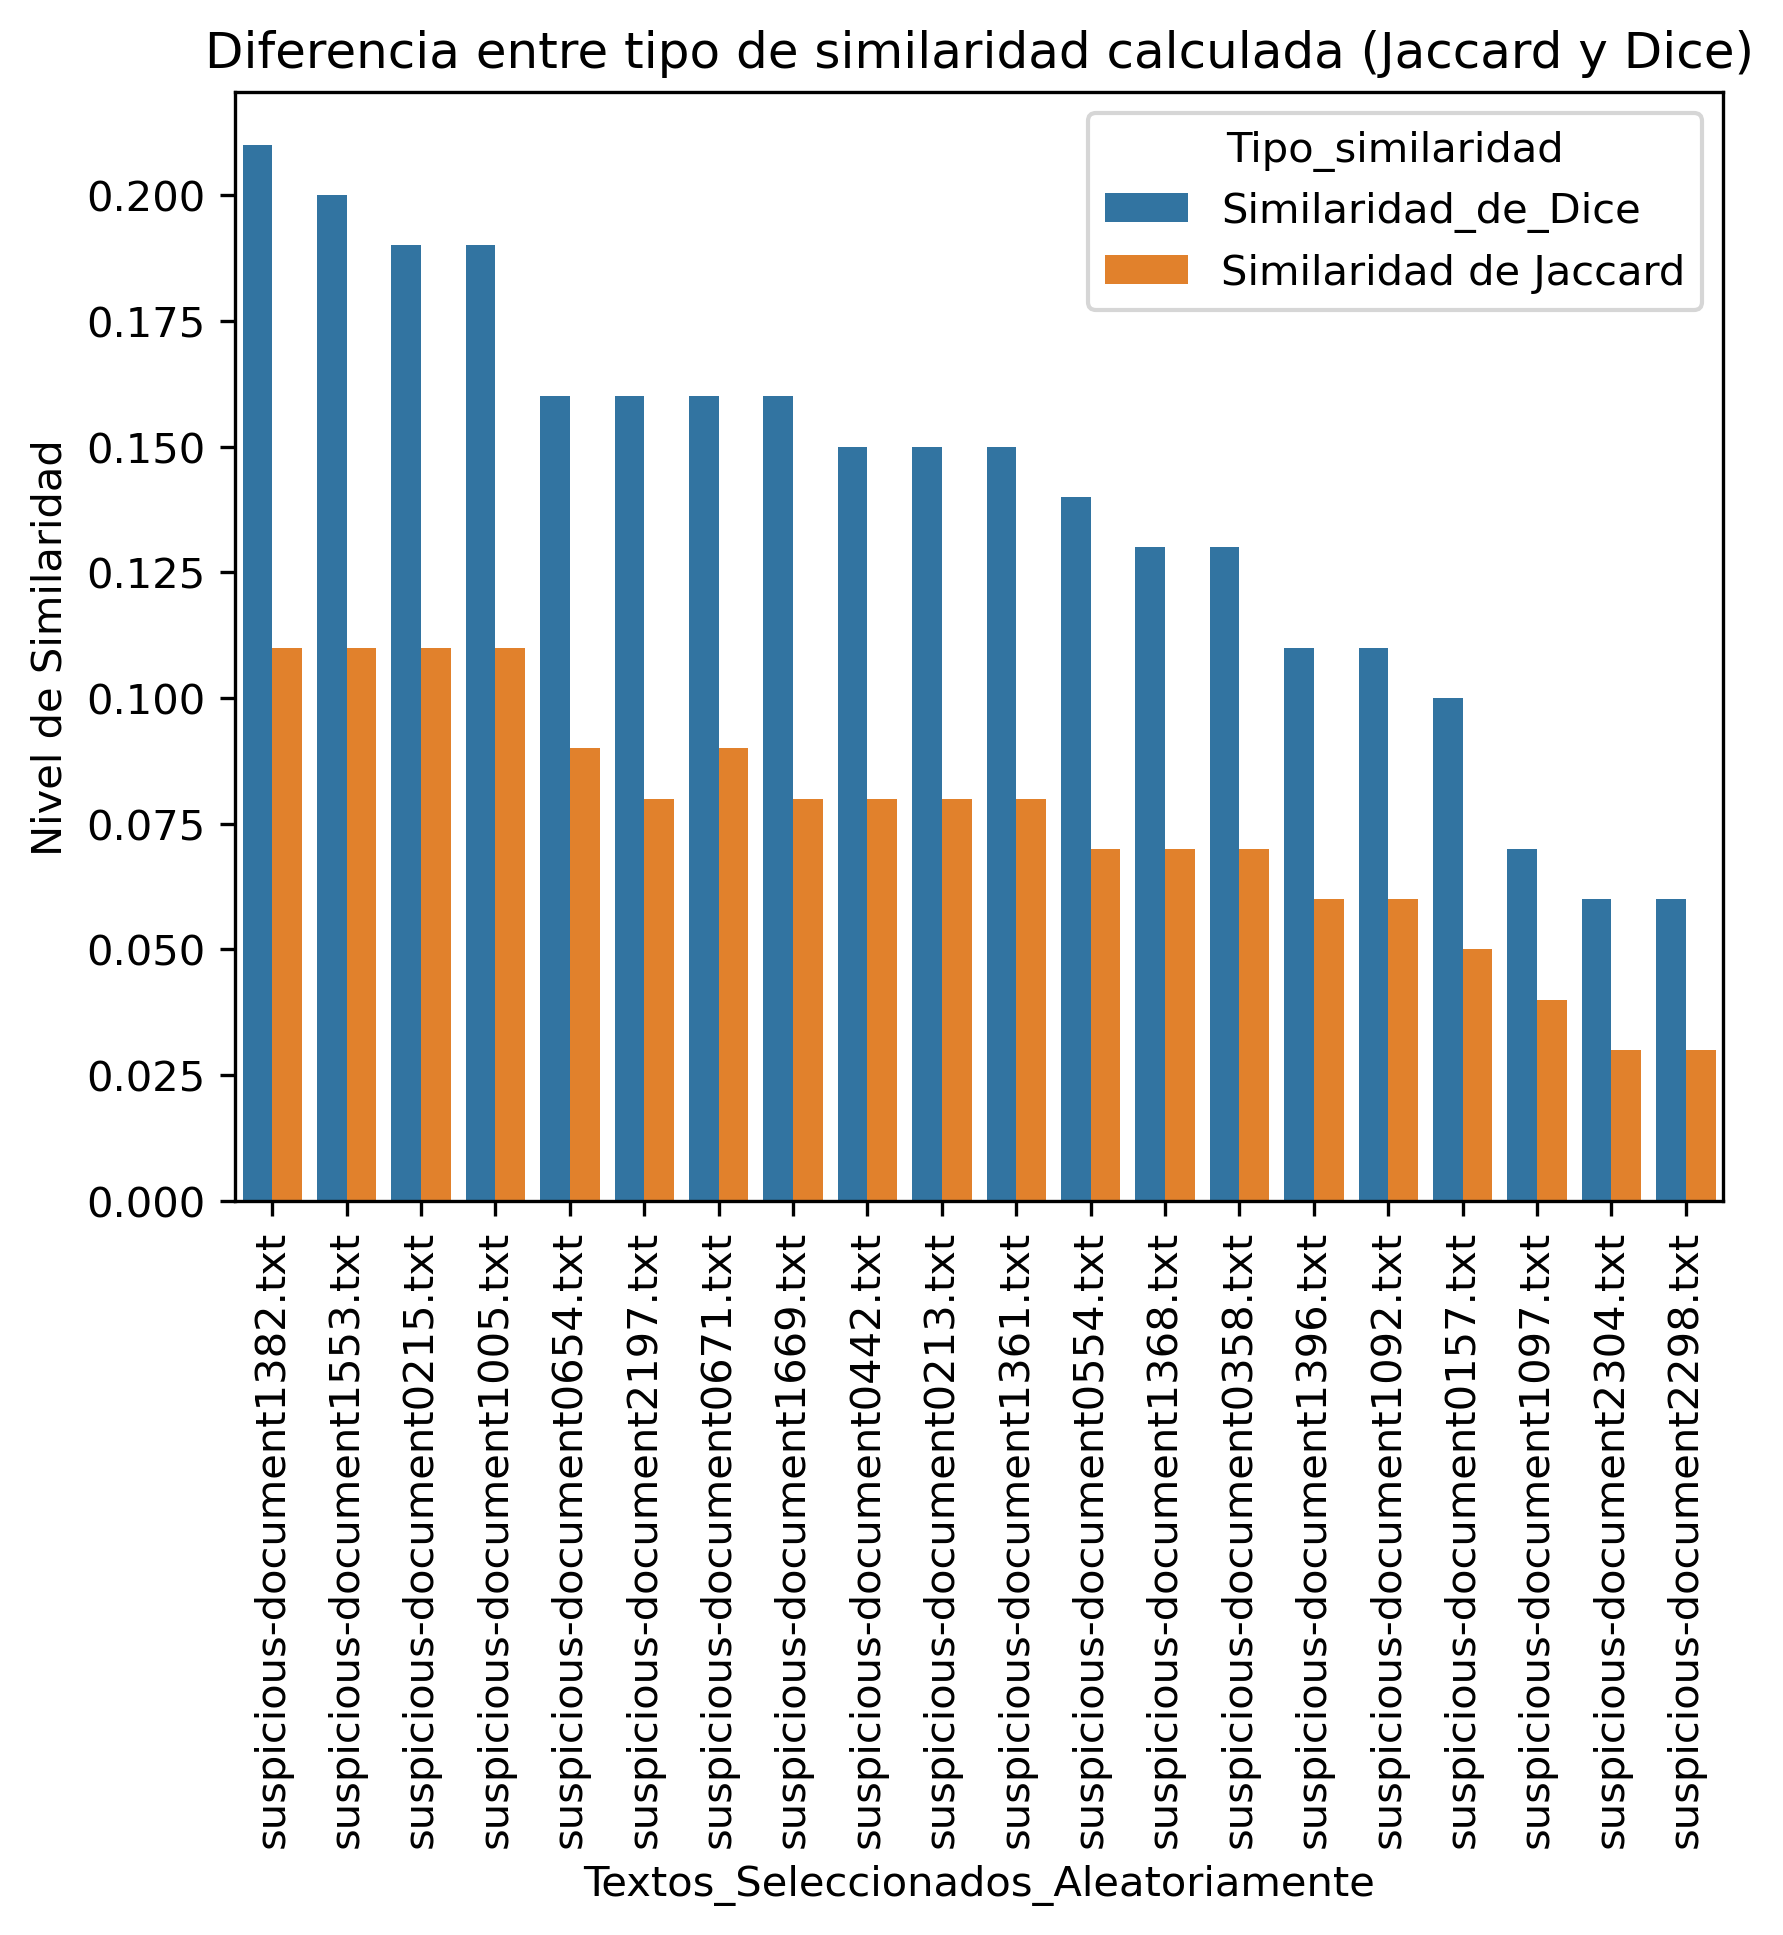 Diferencia entre tipo de similaridad calculada (Jaccard y Dice)
Tipo_similaridad
Similaridad_de_Dice
Similaridad de Jaccard
Nivel de Similaridad
0.200
0.175
0.150
0.125
0.100
0.075
0.050
0.025
0.000
suspicious-document1382.txt
suspicious-document1553.txt
suspicious-document0215.txt
suspicious-document1005.txt
suspicious-document0654.txt
suspicious-document2197.txt
suspicious-document0671.txt
suspicious-document1669.txt
suspicious-document0442.txt
suspicious-document0213.txt
suspicious-document1361.txt
suspicious-document0554.txt
suspicious-document1368.txt
suspicious-document0358.txt
suspicious-document1396.txt
suspicious-document1092.txt
suspicious-document0157.txt
suspicious-document1097.txt
suspicious-document2304.txt
suspicious-document2298.txt
Textos_Seleccionados_Aleatoriamente